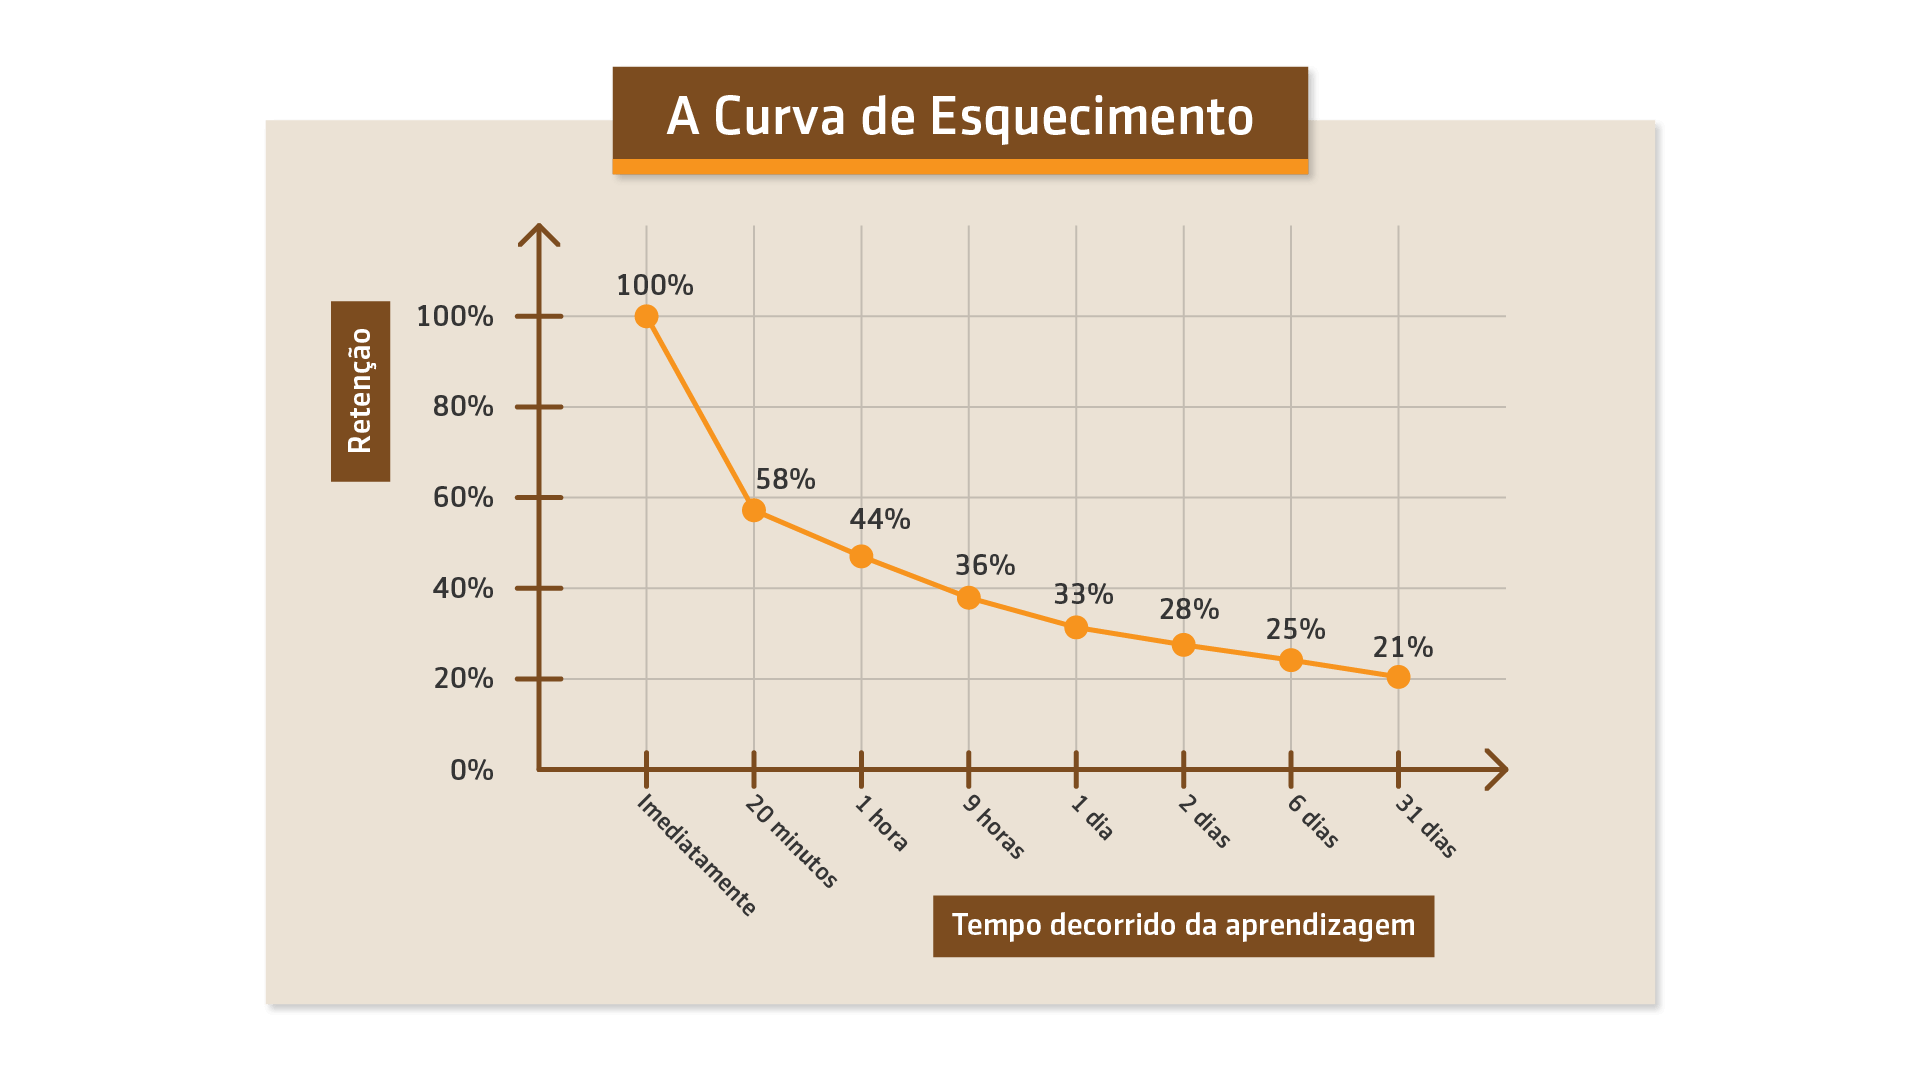 A Curva de Esquecimento
Retenção
100%
80%
60%
40%
20%
0%
100%
58%
44%
36%
33%
28%
25%
21%
Imediatamente
20 minutos
1 hora
9 horas
1 dia
2 dias
6 dias
31 dias
Tempo decorrido da aprendizagem